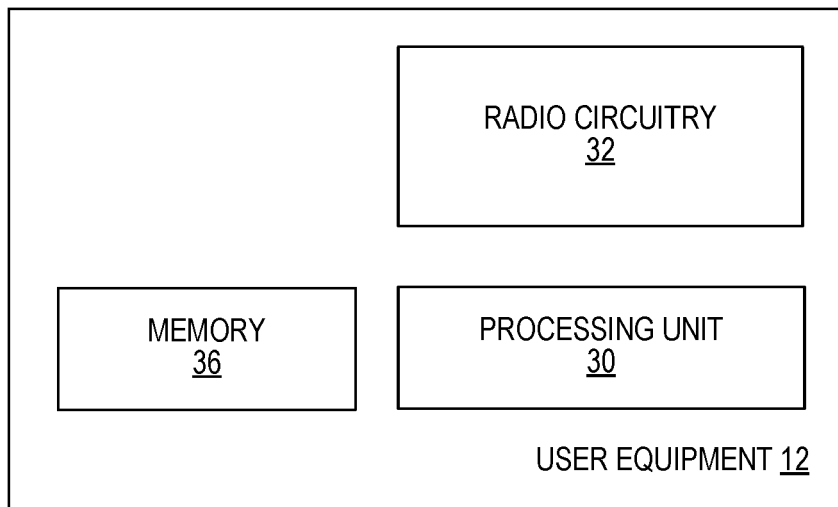 RADIO CIRCUITRY
32
MEMORY
36
PROCESSING UNIT
30
USER EQUIPMENT 12